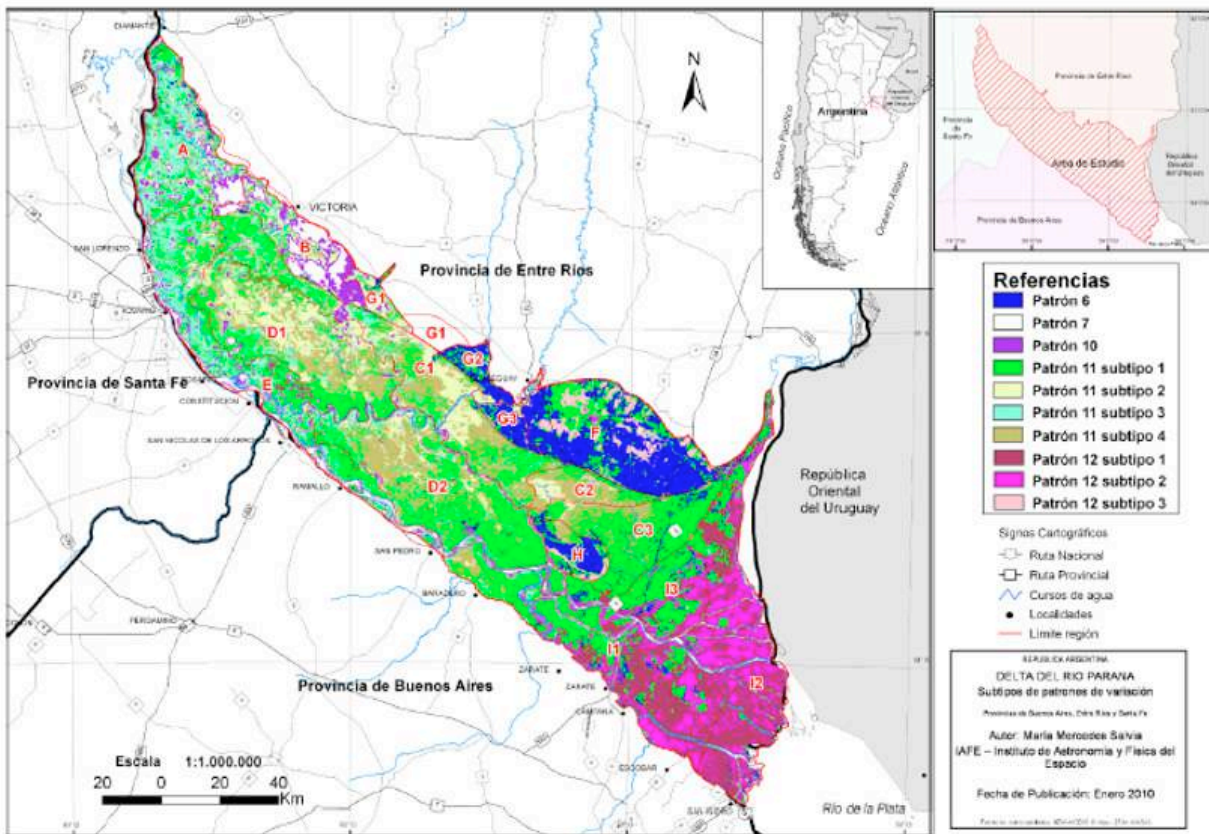 DIAMANTE
VICTORIA
SAN LORENZO
Provincia de Entre Ríos
Provincia de Santa Fe
CONSTITUCION
SAN NICOLAS DE LOS ARROYOS
RAMALLO
SAN PEDRO
BARADERO
PERGAMINO
ZARATE
ZARATE
CAMPANA
ESCOBAR
SAN ISIDRO
Provincia de Buenos Aires
República
Oriental
del Uruguay
Río de la Plata
A
B
G1
G1
D1
C1
G2
E
G3
F
D2
C2
C3
H
I3
I1
I2
N
Escala 1:1.000.000
20 0 20 40
Km
Argentina
Océano Pacífico
Océano Atlántico
Provincia de Entre Ríos
Provincia
de
Santa Fe
Area de Estudio
República
Oriental
del Uruguay
Provincia de Buenos Aires
Referencias
Patrón 6
Patrón 7
Patrón 10
Patrón 11 subtipo 1
Patrón 11 subtipo 2
Patrón 11 subtipo 3
Patrón 11 subtipo 4
Patrón 12 subtipo 1
Patrón 12 subtipo 2
Patrón 12 subtipo 3
Signos Cartográficos
Ruta Nacional
Ruta Provincial
Cursos de agua
Localidades
Límite región
REPUBLICA ARGENTINA
DELTA DEL RIO PARANA
Subtipos de patrones de variación
Provincias de Buenos Aires, Entre Ríos y Santa Fe
Autor: María Mercedes Salvia
IAFE – Instituto de Astronomía y Física del
Espacio
Fecha de Publicación: Enero 2010